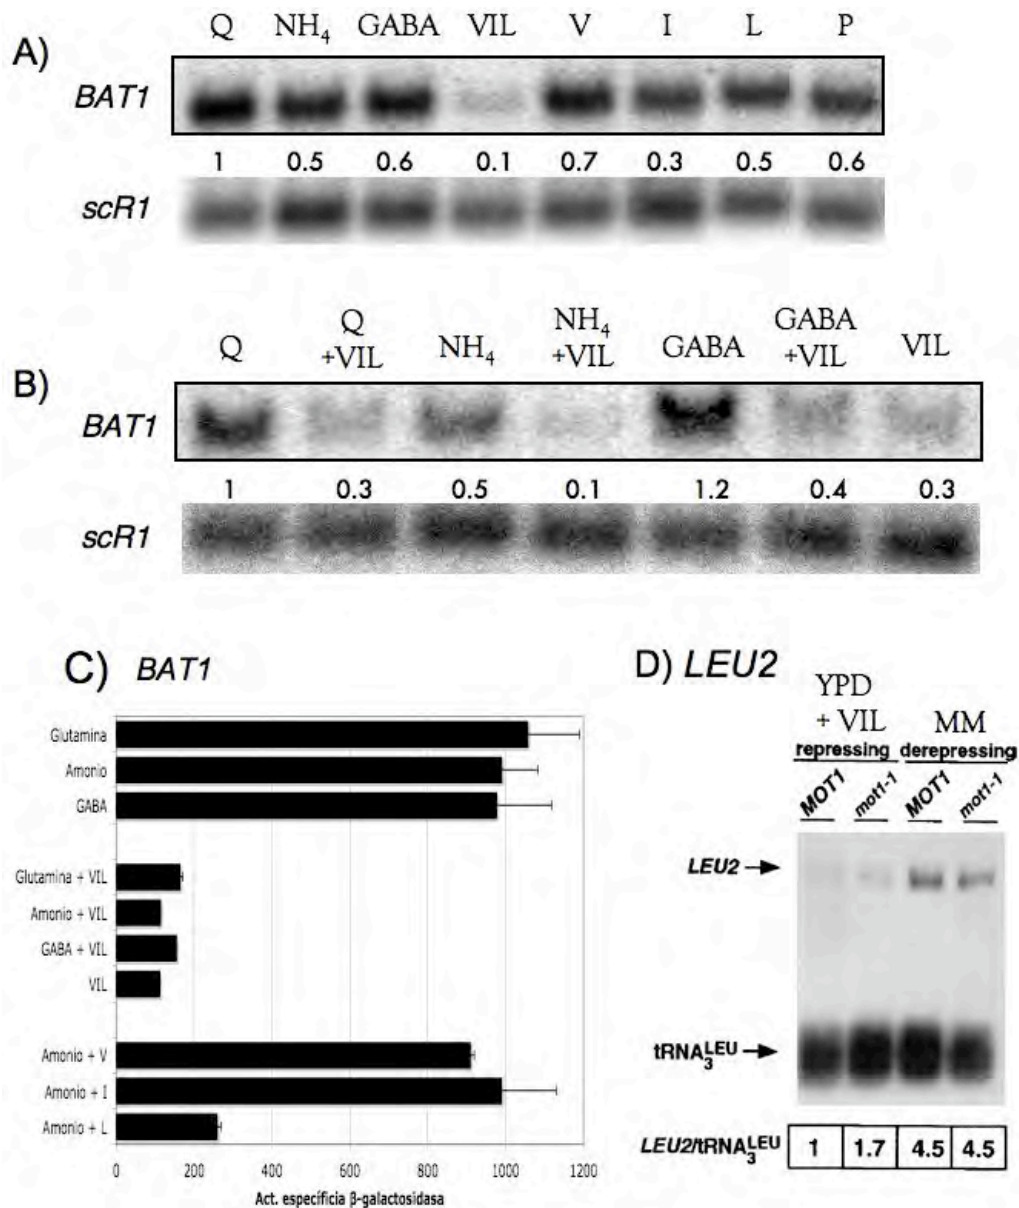 A)
Q NH4 GABA VIL V I L P
BAT1
1 0.5 0.6 0.1 0.7 0.3 0.5 0.6
scR1
B)
Q Q +VIL NH4 NH4 +VIL GABA GABA +VIL VIL
BAT1
1 0.3 0.5 0.1 1.2 0.4 0.3
scR1
C) BAT1
Glutamina
Amonio
GABA
Glutamina + VIL
Amonio + VIL
GABA + VIL
VIL
Amonio + V
Amonio + I
Amonio + L
0 200 400 600 800 1000 1200
Act. específicia β-galactosidasa
D) LEU2
YPD + VIL MM
repressing derepressing
MOT1 mot1-1 MOT1 mot1-1
LEU2
tRNA3LEU
LEU2/tRNA3LEU 1 1.7 4.5 4.5